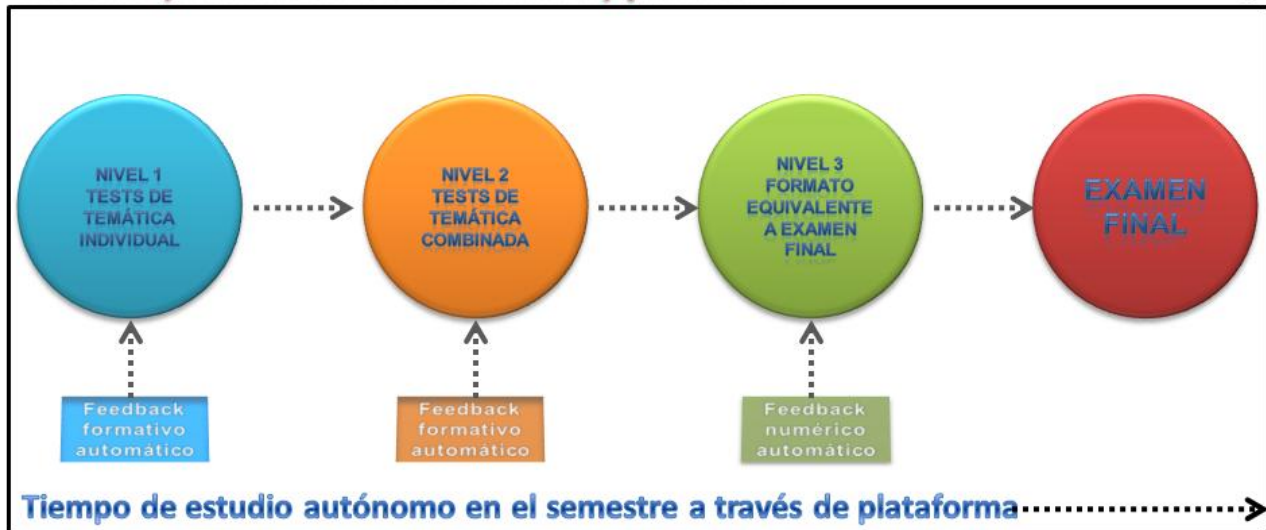 NIVEL 1
TESTS DE
TEMÁTICA
INDIVIDUAL
NIVEL 2
TESTS DE
TEMÁTICA
COMBINADA
NIVEL 3
FORMATO
EQUIVALENTE
A EXAMEN
FINAL
EXAMEN
FINAL
Feedback
formativo
automático
Feedback
formativo
automático
Feedback
numérico
automático
Tiempo de estudio autónomo en el semestre a través de plataforma